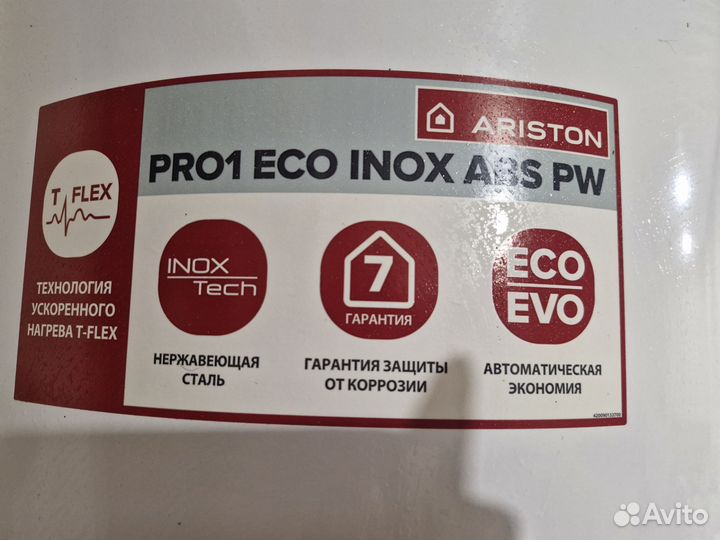 ARISTON
PRO1 ECO INOX ABS PW
T FLEX
ТЕХНОЛОГИЯ
УСКОРЕННОГО
НАГРЕВА T-FLEX
INOX
Tech
НЕРЖАВЕЮЩАЯ
СТАЛЬ
7
ГАРАНТИЯ
ГАРАНТИЯ ЗАЩИТЫ
ОТ КОРРОЗИИ
ECO
EVO
АВТОМАТИЧЕСКАЯ
ЭКОНОМИЯ
420090133700
Avito